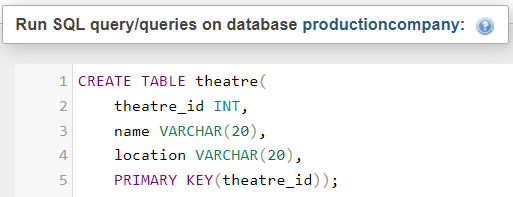 Run SQL query/queries on database productioncompany:
1 CREATE TABLE theatre(
2 theatre_id INT,
3 name VARCHAR(20),
4 location VARCHAR(20),
5 PRIMARY KEY(theatre_id));